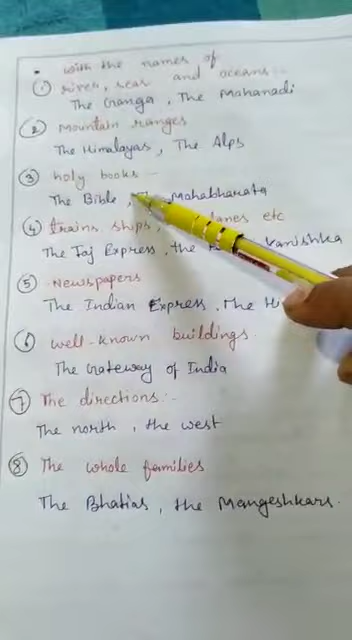 • with the names of
① river, seas and oceans..
The Ganga, The Mahanadi
② Mountain ranges
The Himalayas, The Alps
③ holy books —
The Bible, Mahabharata
④ trains ships, etc
The Taj Express, the Kanishka
⑤ Newspapers
The Indian Express, The
⑥ well-known buildings.
The Gateway of India
⑦ The directions:-
The north, the west
⑧ The whole families
The Bhatias, the Mangeshkars.